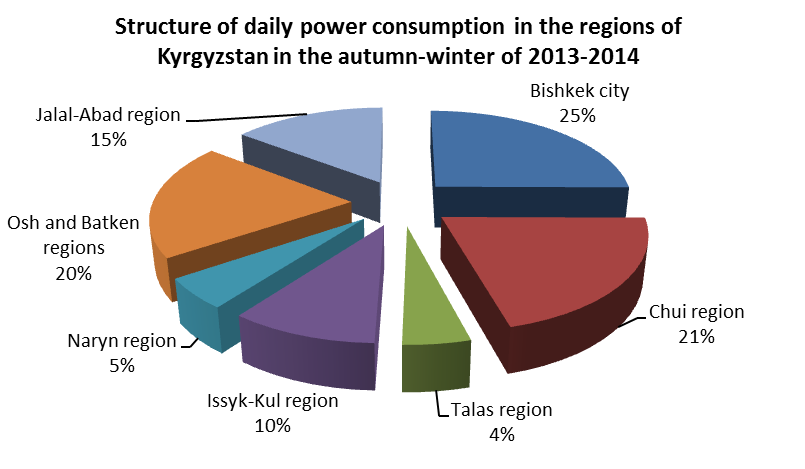 Structure of daily power consumption in the regions of
Kyrgyzstan in the autumn-winter of 2013-2014
Bishkek city
25%
Chui region
21%
Talas region
4%
Issyk-Kul region
10%
Naryn region
5%
Osh and Batken
regions
20%
Jalal-Abad region
15%